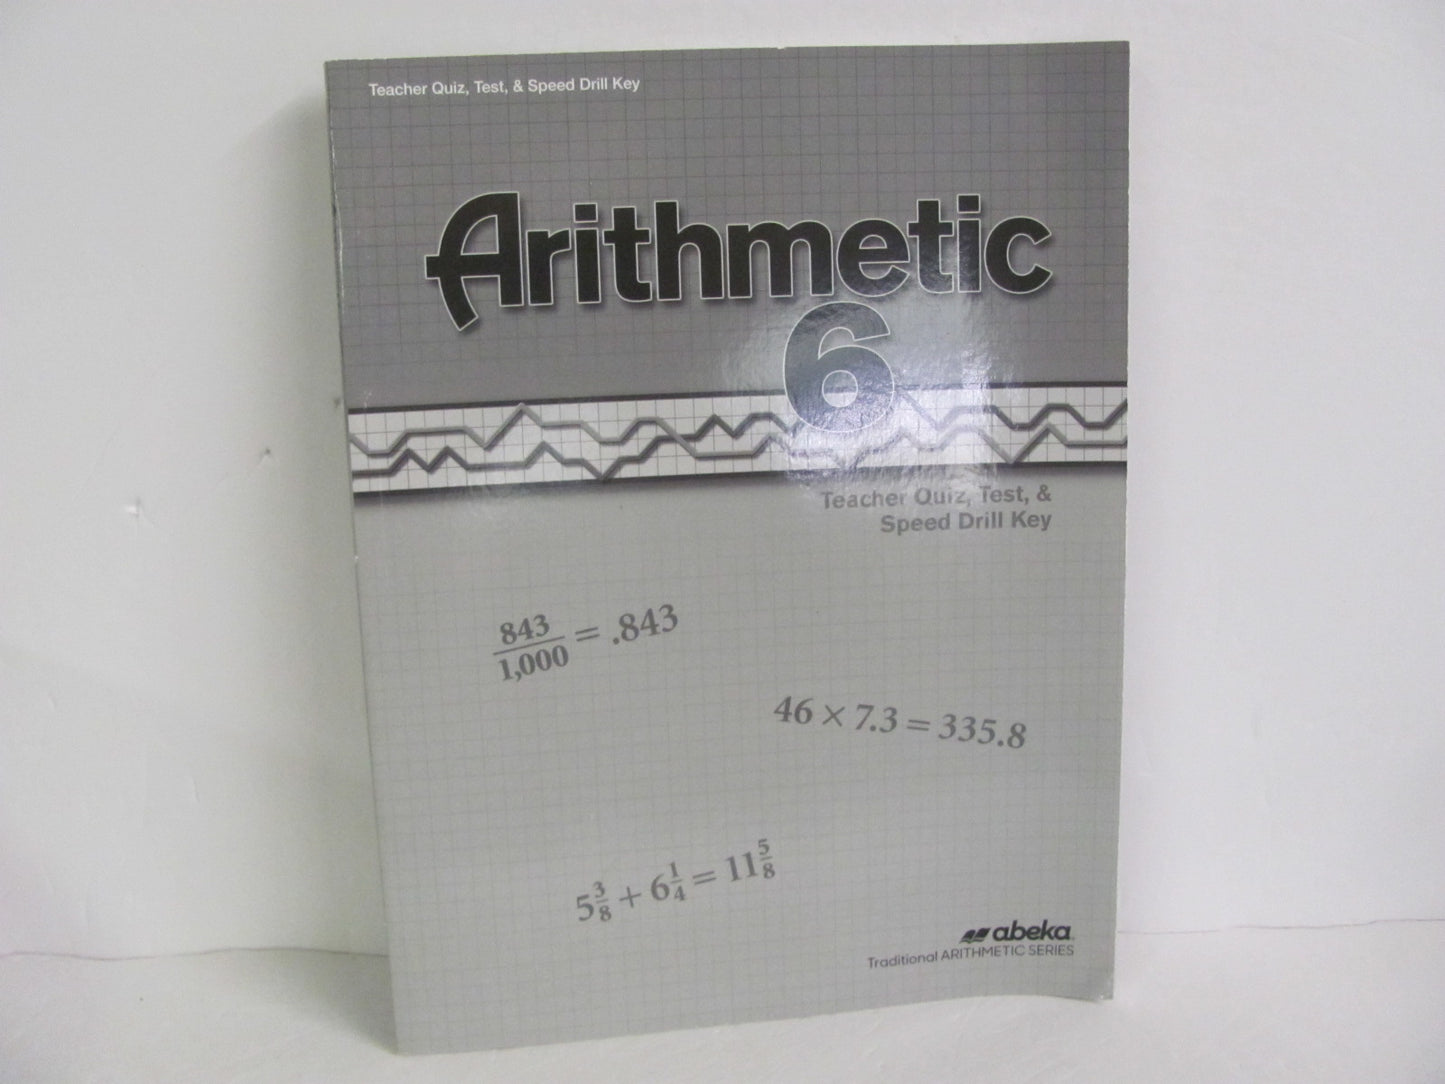 Teacher Quiz, Test, & Speed Drill Key
Arithmetic
6
Teacher Quiz, Test, &
Speed Drill Key
843/1,000 = .843
46 × 7.3 = 335.8
5 3/8 + 6 1/4 = 11 5/8
abeka
Traditional ARITHMETIC SERIES